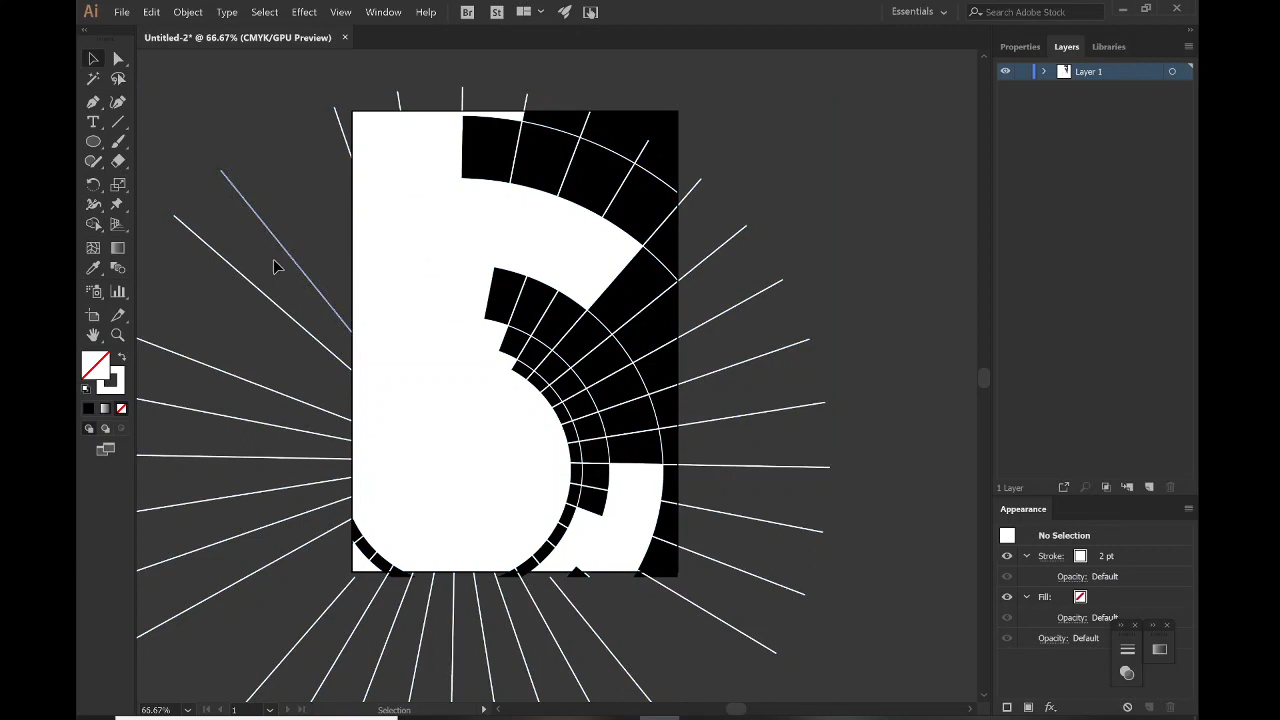 Ai File Edit Object Type Select Effect View Window Help Br St Essentials Search Adobe Stock
Untitled-2* @ 66.67% (CMYK/GPU Preview)
Properties Layers Libraries
Layer 1
1 Layer
Appearance
No Selection
Stroke: 2 pt
Opacity: Default
Fill:
Opacity: Default
Opacity: Default
fx
66.67% 1 Selection